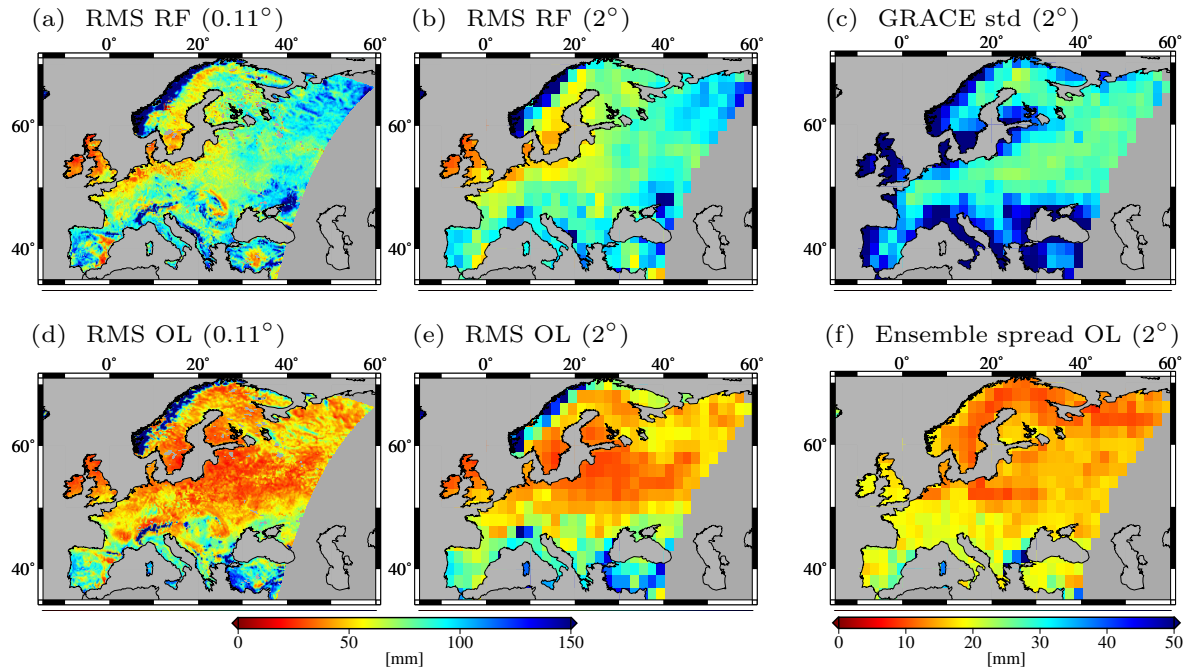 (a) RMS RF (0.11°)
(b) RMS RF (2°)
(c) GRACE std (2°)
0° 20° 40° 60°
0° 20° 40° 60°
0° 20° 40° 60°
60°
40°
60°
40°
60°
40°
(d) RMS OL (0.11°)
(e) RMS OL (2°)
(f) Ensemble spread OL (2°)
0° 20° 40° 60°
0° 20° 40° 60°
0° 20° 40° 60°
60°
40°
60°
40°
60°
40°
0 50 100 150
[mm]
0 10 20 30 40 50
[mm]